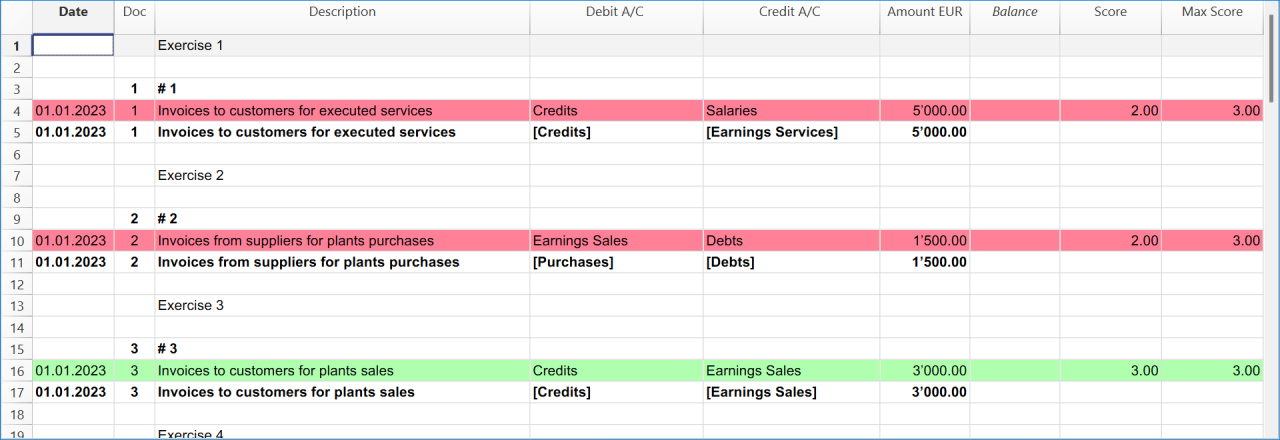 Date Doc Description Debit A/C Credit A/C Amount EUR Balance Score Max Score
1 Exercise 1
2
3 1 # 1
4 01.01.2023 1 Invoices to customers for executed services Credits Salaries 5’000.00 2.00 3.00
5 01.01.2023 1 Invoices to customers for executed services [Credits] [Earnings Services] 5’000.00
6
7 Exercise 2
8
9 2 # 2
10 01.01.2023 2 Invoices from suppliers for plants purchases Earnings Sales Debts 1’500.00 2.00 3.00
11 01.01.2023 2 Invoices from suppliers for plants purchases [Purchases] [Debts] 1’500.00
12
13 Exercise 3
14
15 3 # 3
16 01.01.2023 3 Invoices to customers for plants sales Credits Earnings Sales 3’000.00 3.00 3.00
17 01.01.2023 3 Invoices to customers for plants sales [Credits] [Earnings Sales] 3’000.00
18
19 Exercise 4